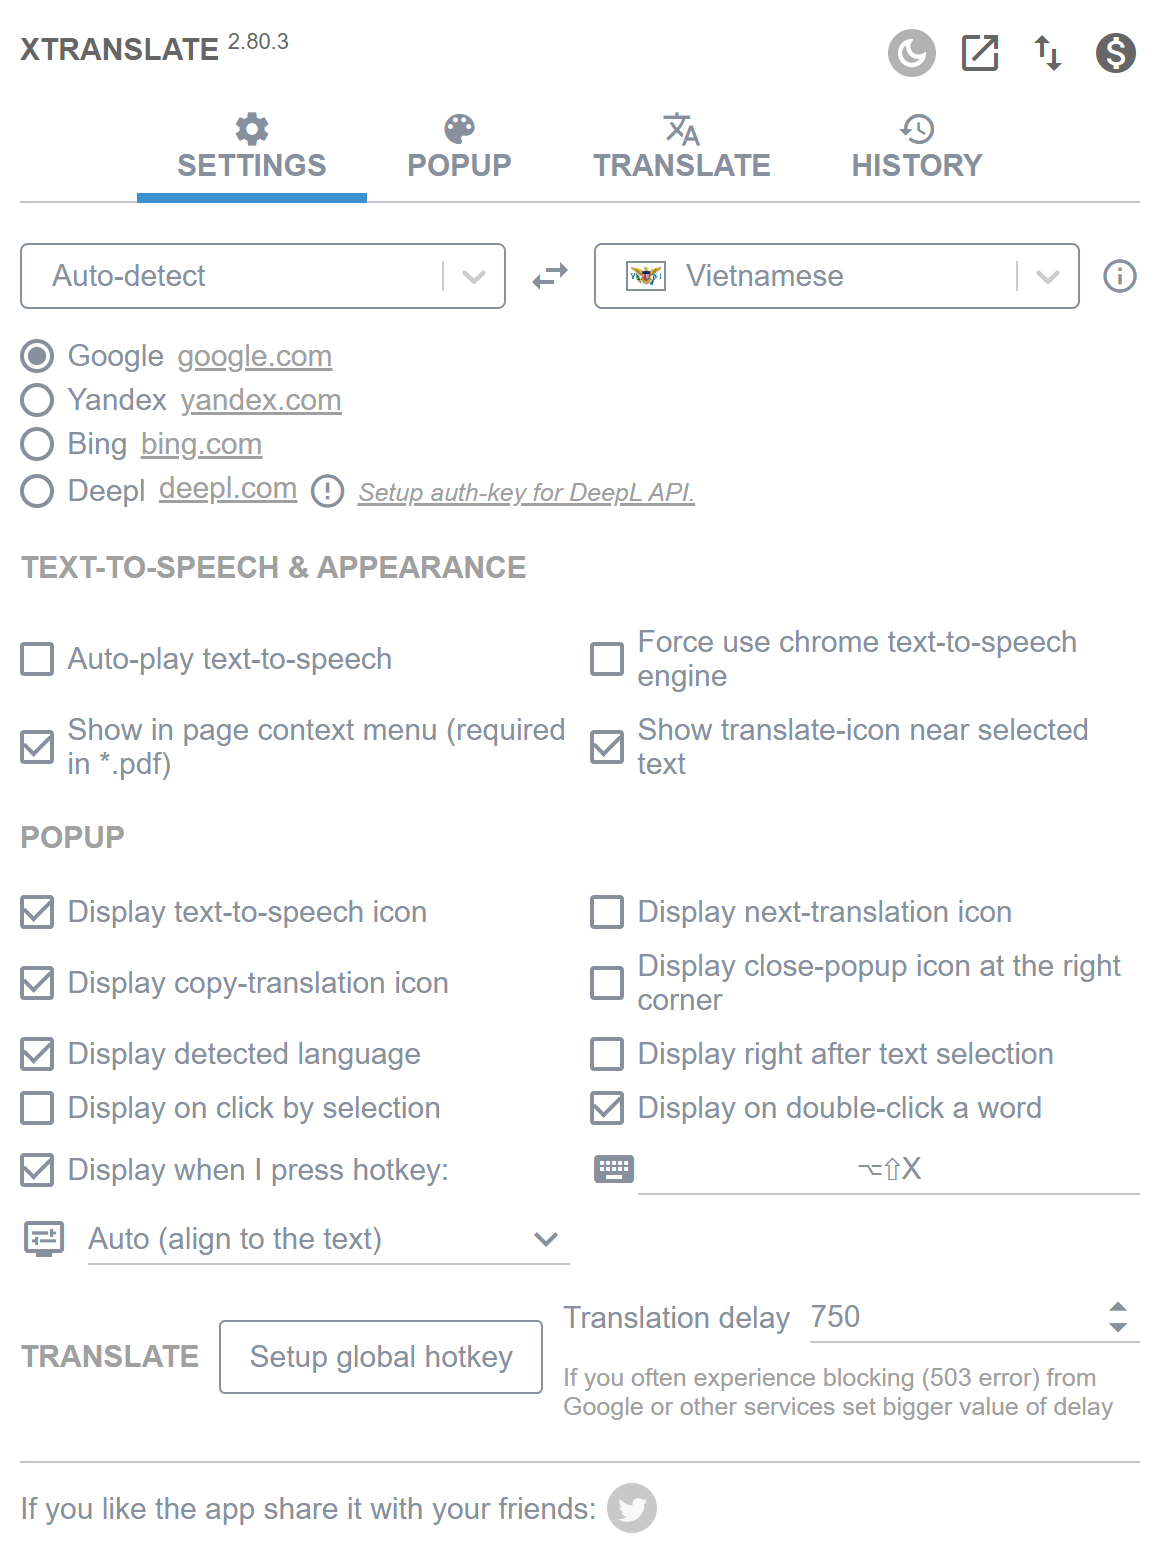 XTRANSLATE 2.80.3
SETTINGS POPUP TRANSLATE HISTORY
Auto-detect Vietnamese
Google google.com
Yandex yandex.com
Bing bing.com
Deepl deepl.com Setup auth-key for DeepL API.
TEXT-TO-SPEECH & APPEARANCE
Auto-play text-to-speech
Force use chrome text-to-speech
engine
Show in page context menu (required
in *.pdf)
Show translate-icon near selected
text
POPUP
Display text-to-speech icon
Display next-translation icon
Display copy-translation icon
Display close-popup icon at the right
corner
Display detected language
Display right after text selection
Display on click by selection
Display on double-click a word
Display when I press hotkey:
⌥⇧X
Auto (align to the text)
TRANSLATE
Setup global hotkey
Translation delay 750
If you often experience blocking (503 error) from
Google or other services set bigger value of delay
If you like the app share it with your friends: